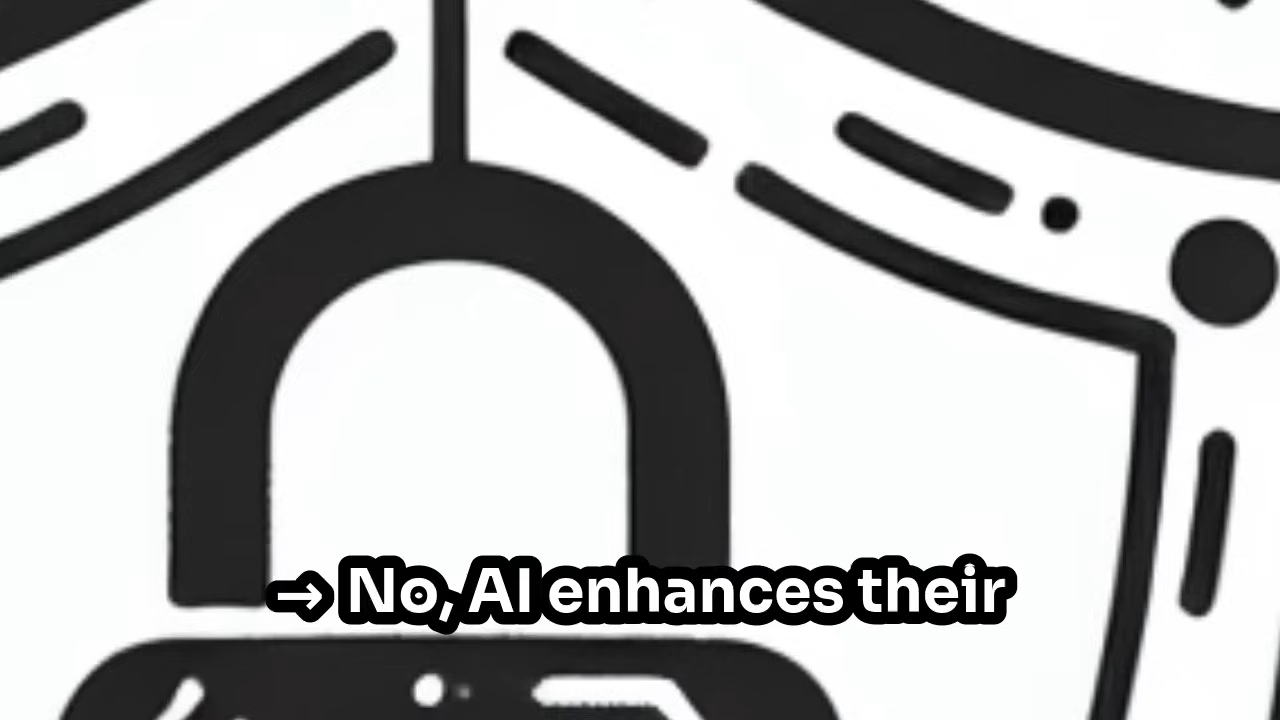 → No, AI enhances their